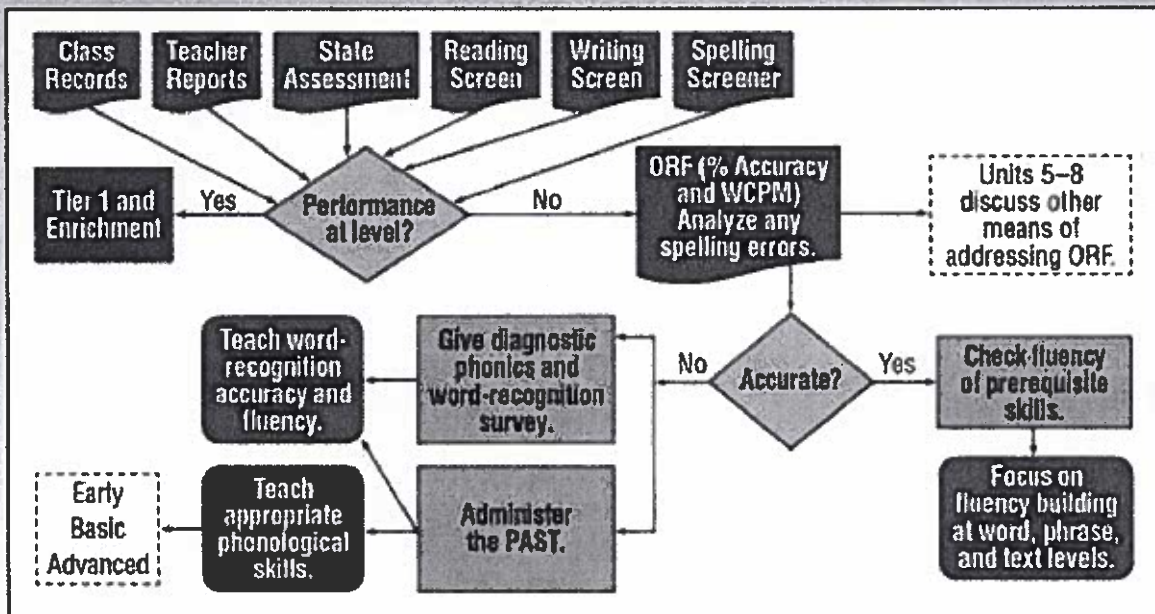 Class
Records
Teacher
Reports
State
Assessment
Reading
Screen
Writing
Screen
Spelling
Screener
Tier 1 and
Enrichment
Yes
Performance
at level?
No
ORF (% Accuracy
and WCPM)
Analyze any
spelling errors.
Units 5–8
discuss other
means of
addressing ORF.
Teach word-
recognition
accuracy and
fluency.
Give diagnostic
phonics and
word-recognition
survey.
No
Accurate?
Yes
Check fluency
of prerequisite
skills.
Early
Basic
Advanced
Teach
appropriate
phonological
skills.
Administer
the PAST.
Focus on
fluency building
at word, phrase,
and text levels.